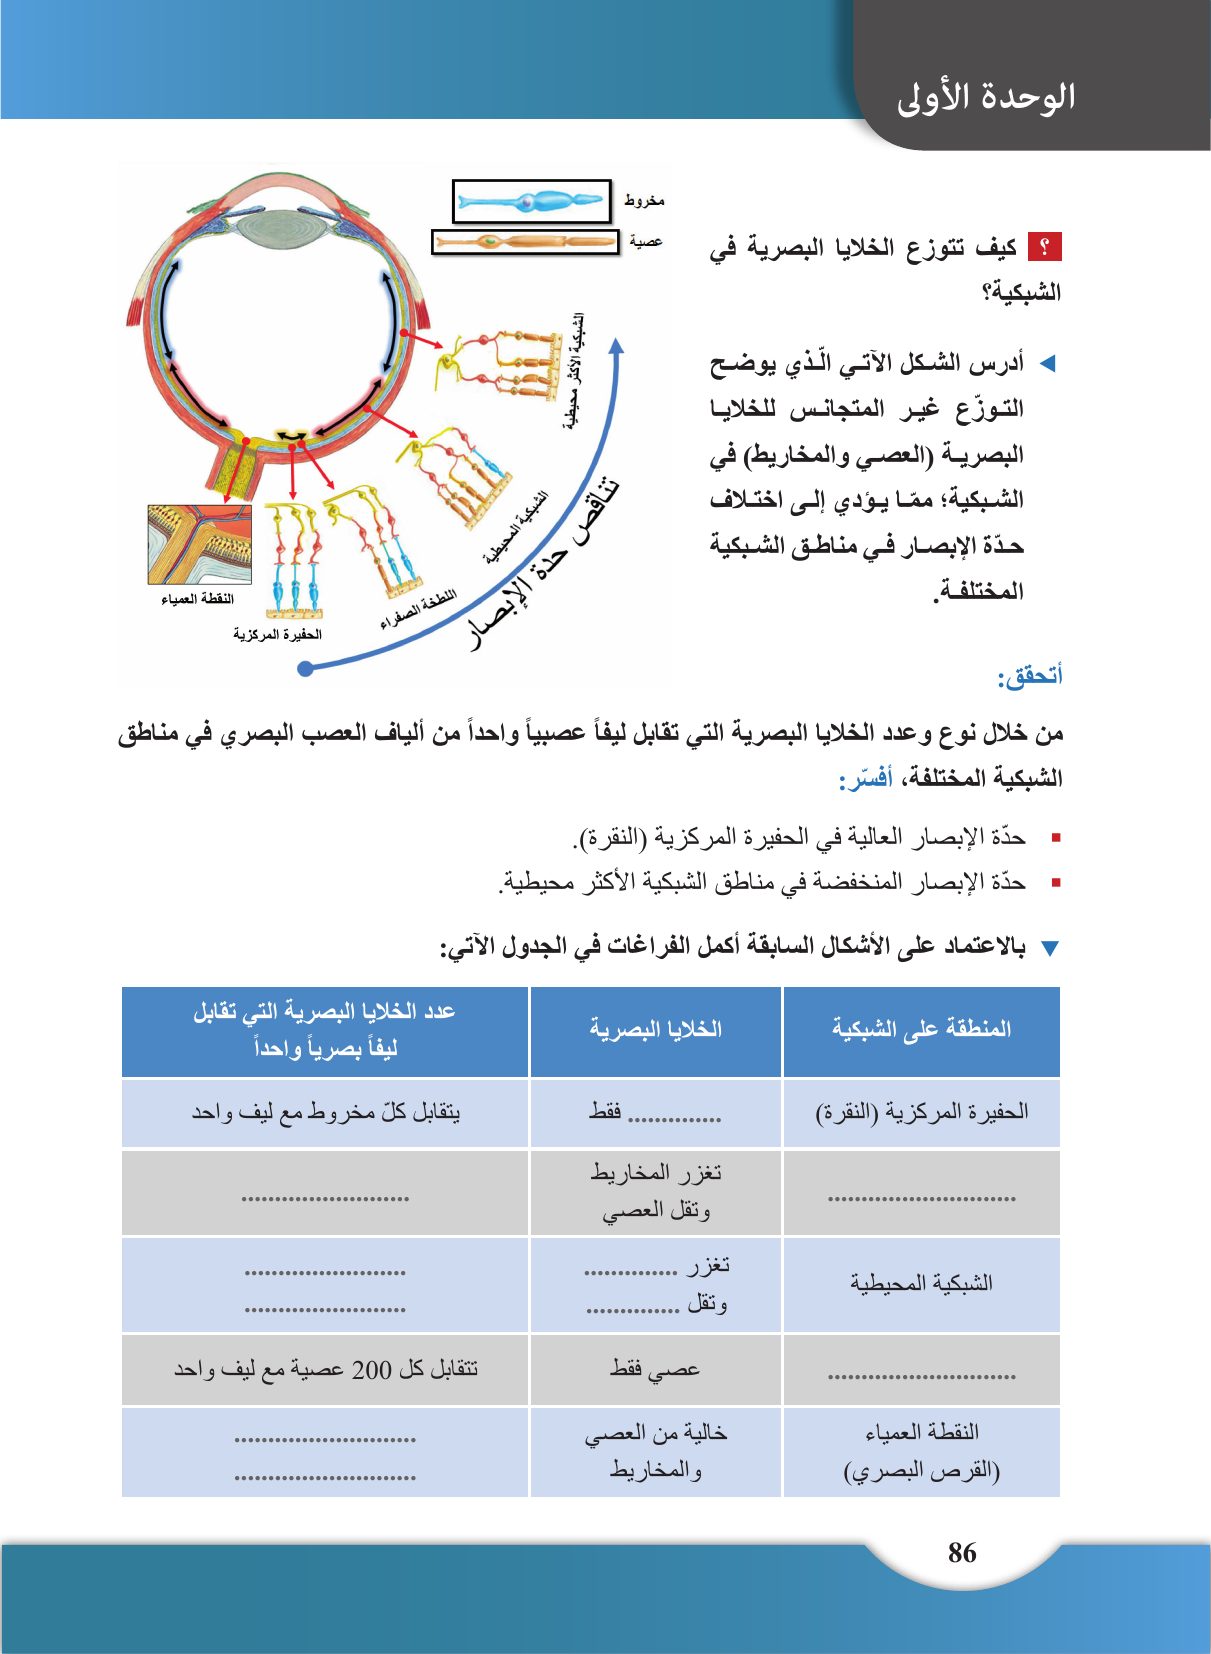 الوحدة الأولى
؟ كيف تتوزع الخلايا البصرية في
الشبكية؟
أدرس الشكل الآتي الّذي يوضح
التوزّع غير المتجانس للخلايا
البصرية (العصي والمخاريط) في
الشبكية؛ ممّا يؤدي إلى اختلاف
حدّة الإبصار في مناطق الشبكية
المختلفة.
مخروط
عصية
الشبكية الأكثر محيطية
الشبكية المحيطية
اللطخة الصفراء
الحفيرة المركزية
النقطة العمياء
تناقص حدة الإبصار
أتحقق:
من خلال نوع وعدد الخلايا البصرية التي تقابل ليفاً عصبياً واحداً من ألياف العصب البصري في مناطق
الشبكية المختلفة، أفسّر:
▪ حدّة الإبصار العالية في الحفيرة المركزية (النقرة).
▪ حدّة الإبصار المنخفضة في مناطق الشبكية الأكثر محيطية.
بالاعتماد على الأشكال السابقة أكمل الفراغات في الجدول الآتي:
المنطقة على الشبكية
الخلايا البصرية
عدد الخلايا البصرية التي تقابل
ليفاً بصرياً واحداً
الحفيرة المركزية (النقرة)
.............. فقط
يتقابل كلّ مخروط مع ليف واحد
............................
تغزر المخاريط
وتقل العصي
.........................
الشبكية المحيطية
تغزر ..............
وتقل ..............
........................
........................
............................
عصي فقط
تتقابل كل 200 عصية مع ليف واحد
النقطة العمياء
(القرص البصري)
خالية من العصي
والمخاريط
...........................
...........................
86